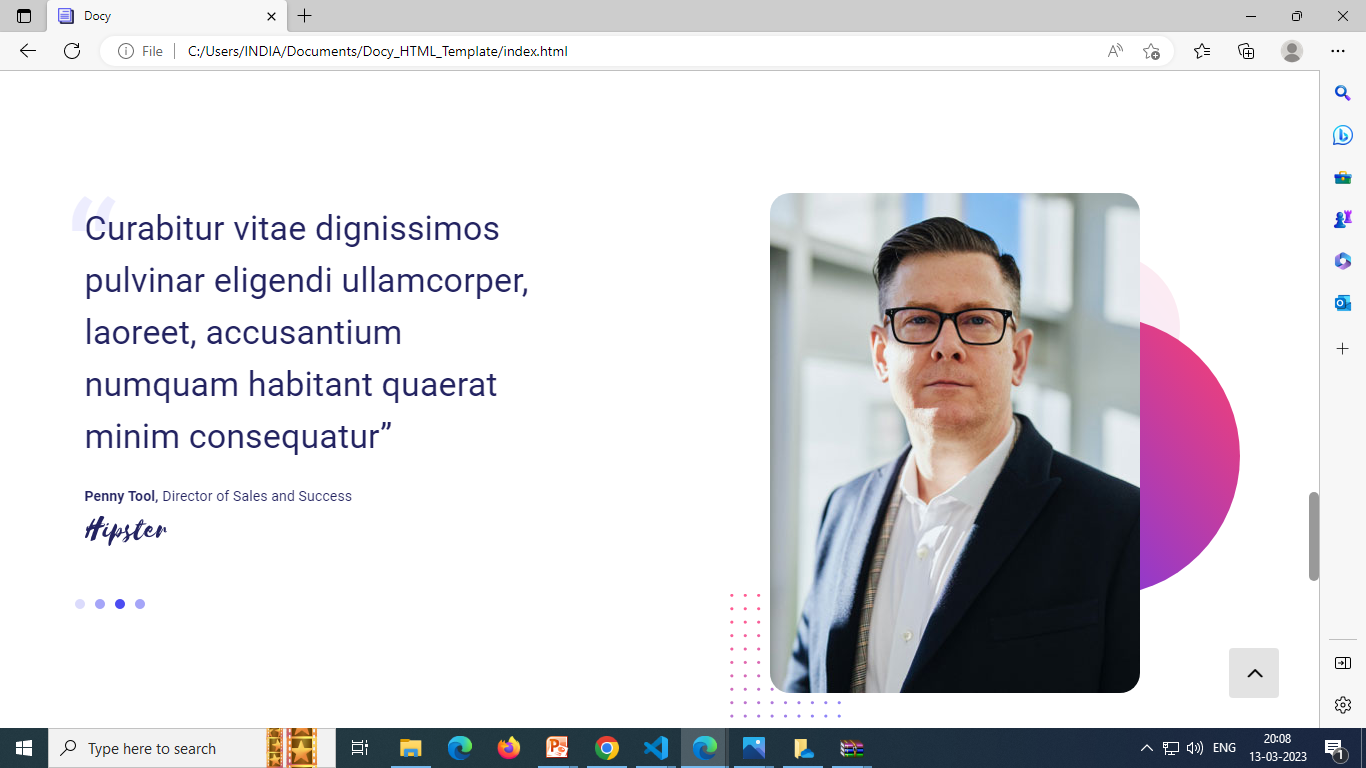 Docy
File
C:/Users/INDIA/Documents/Docy_HTML_Template/index.html
“
Curabitur vitae dignissimos
pulvinar eligendi ullamcorper,
laoreet, accusantium
numquam habitant quaerat
minim consequatur”
Penny Tool, Director of Sales and Success
Hipster
Type here to search
ENG
20:08
13-03-2023
1